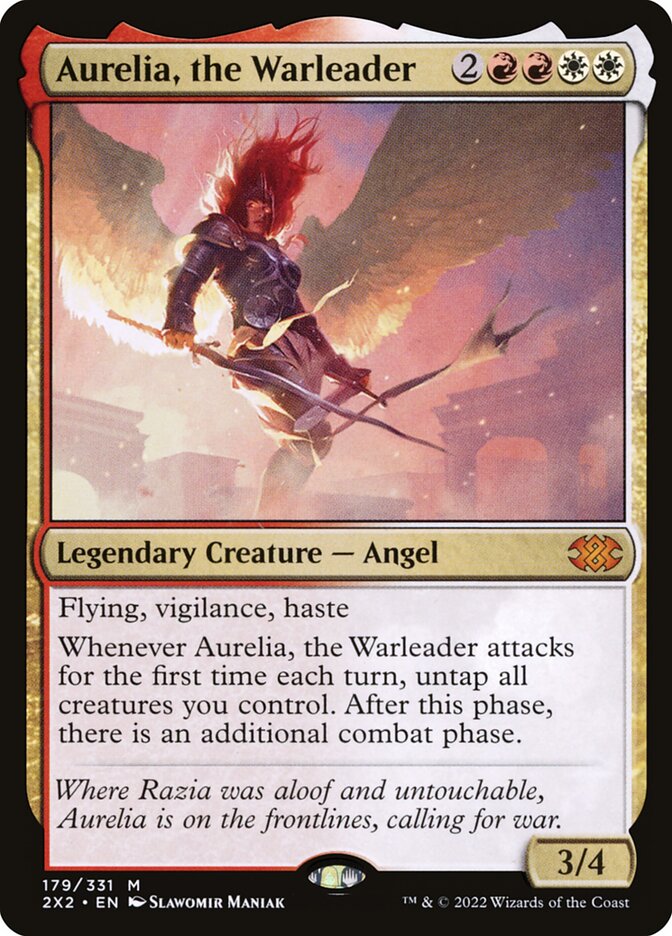 Aurelia, the Warleader 2
Legendary Creature — Angel
Flying, vigilance, haste
Whenever Aurelia, the Warleader attacks
for the first time each turn, untap all
creatures you control. After this phase,
there is an additional combat phase.
Where Razia was aloof and untouchable,
Aurelia is on the frontlines, calling for war.
3/4
179/331 M
2X2 • EN Slawomir Maniak
™ & © 2022 Wizards of the Coast